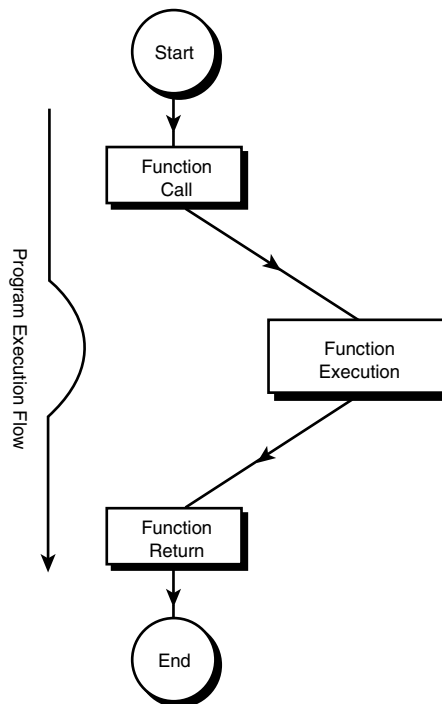 Start
Function
Call
Program Execution Flow
Function
Execution
Function
Return
End